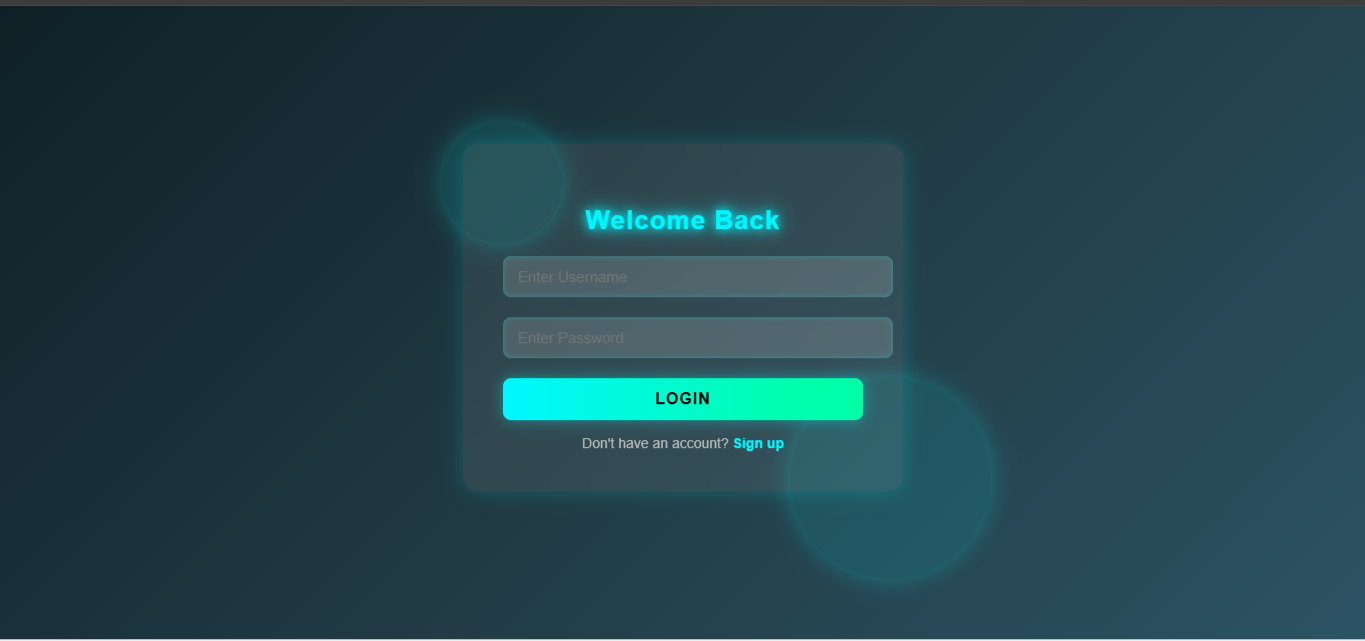 Welcome Back
Enter Username
Enter Password
LOGIN
Don't have an account? Sign up